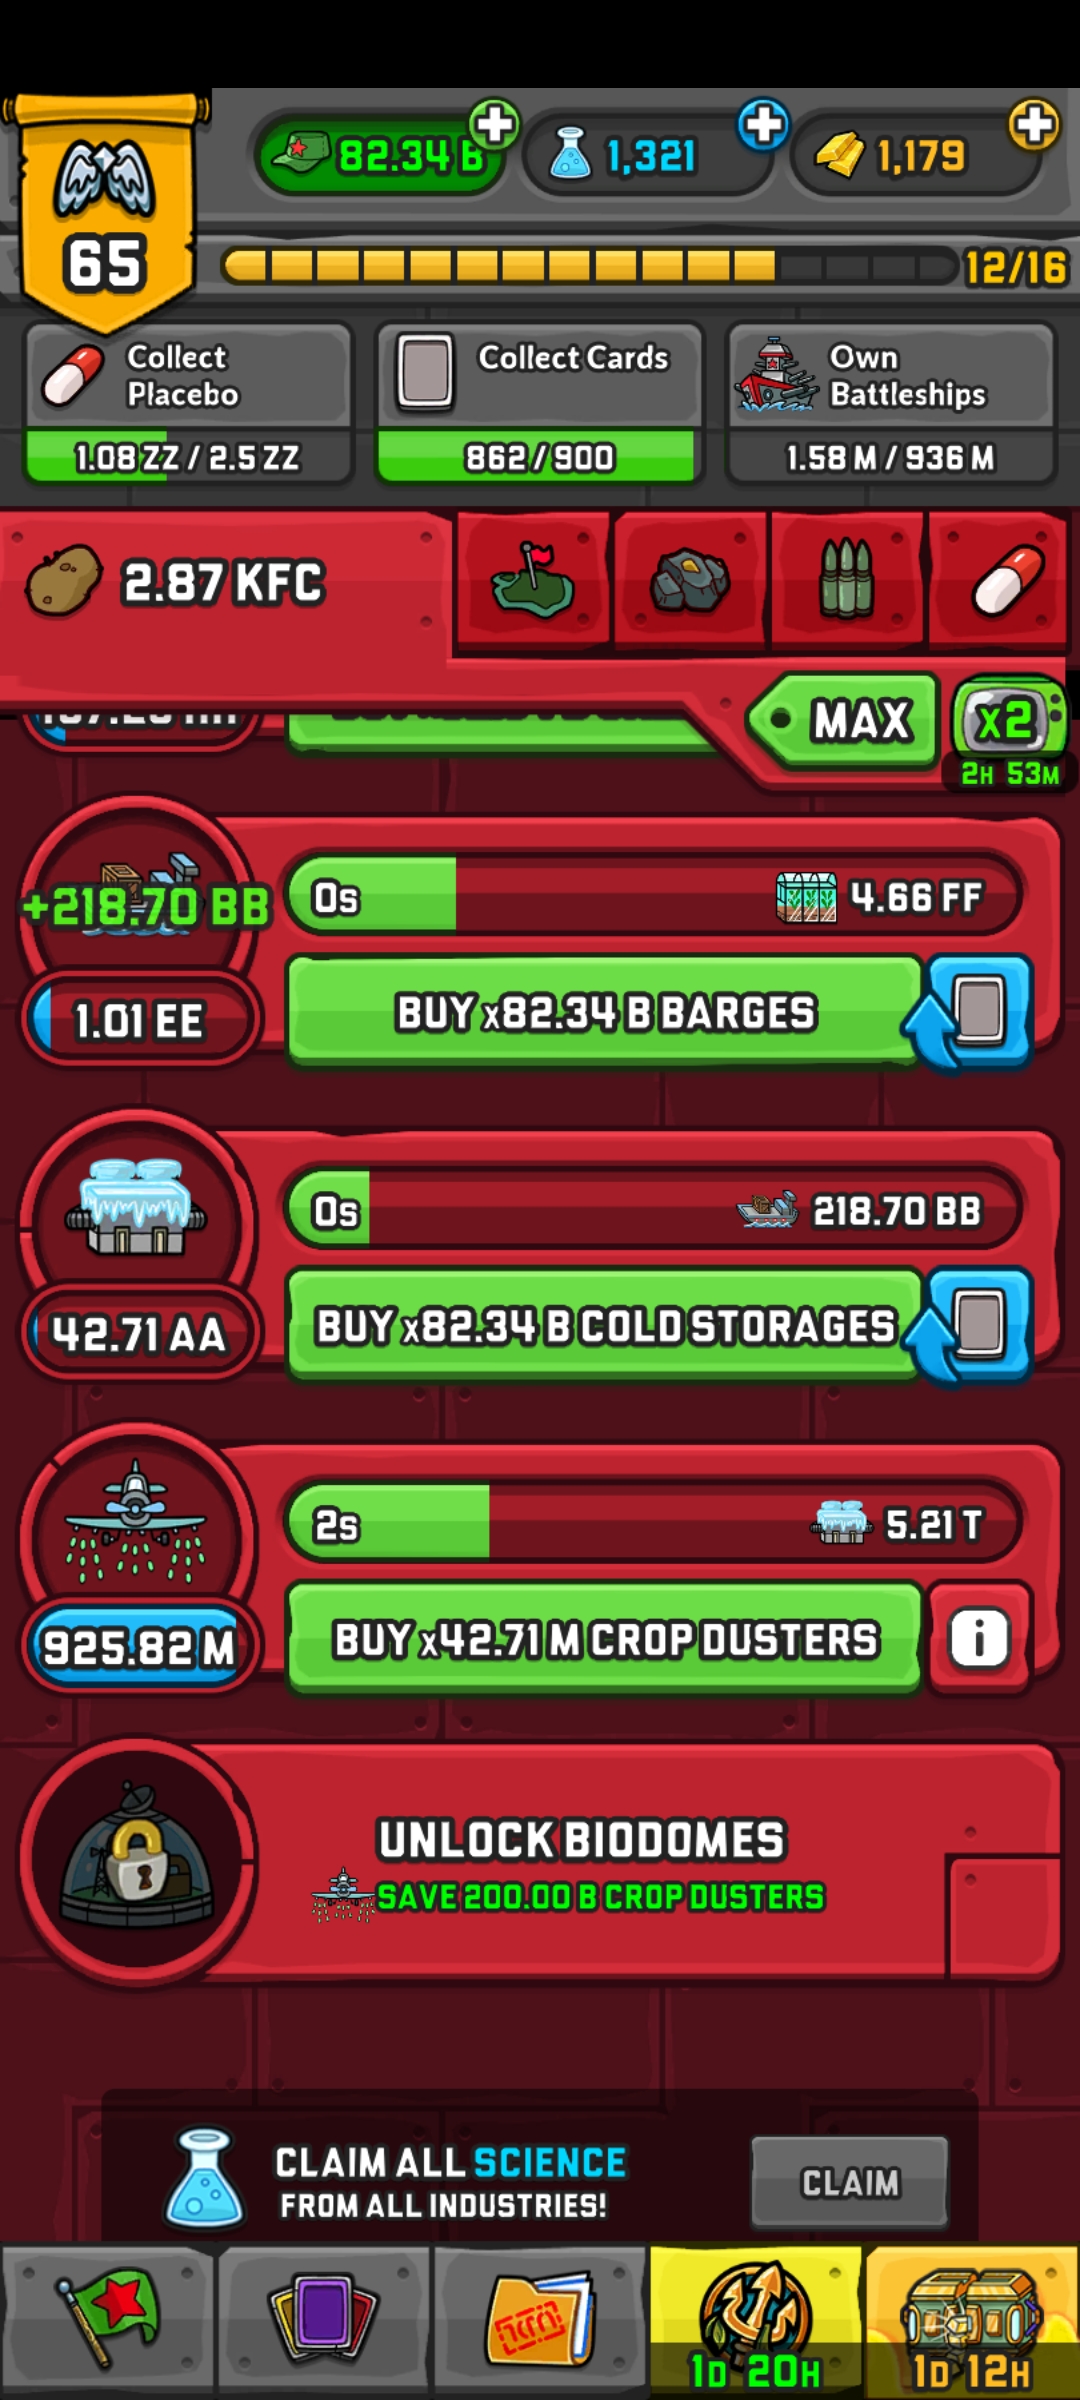 82.34 B
1,321
1,179
65
12/16
Collect
Placebo
1.08 ZZ / 2.5 ZZ
Collect Cards
862/900
Own
Battleships
1.58 M / 936 M
2.87 KFC
MAX
x2
2H 53M
+218.70 BB
0s
4.66 FF
1.01 EE
BUY x82.34 B BARGES
0s
218.70 BB
42.71 AA
BUY x82.34 B COLD STORAGES
2s
5.21 T
925.82 M
BUY x42.71 M CROP DUSTERS
i
UNLOCK BIODOMES
SAVE 200.00 B CROP DUSTERS
CLAIM ALL SCIENCE
FROM ALL INDUSTRIES!
CLAIM
1D 20H
1D 12H